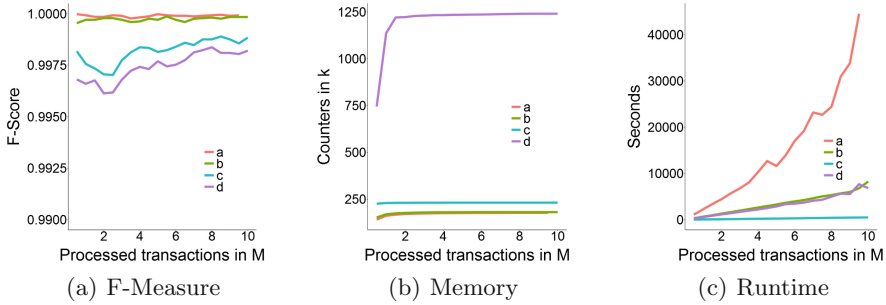 1.0000
0.9975
0.9950
0.9925
0.9900
F-Score
a
b
c
d
2 4 6 8 10
Processed transactions in M
(a) F-Measure
1250
1000
750
500
250
Counters in k
a
b
c
d
2 4 6 8 10
Processed transactions in M
(b) Memory
40000
30000
20000
10000
0
Seconds
a
b
c
d
2 4 6 8 10
Processed transactions in M
(c) Runtime